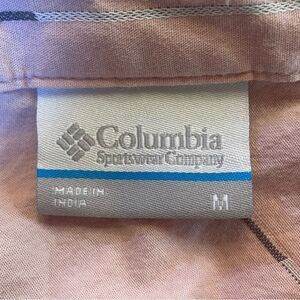 Columbia
Sportswear Company
MADE IN
INDIA
M